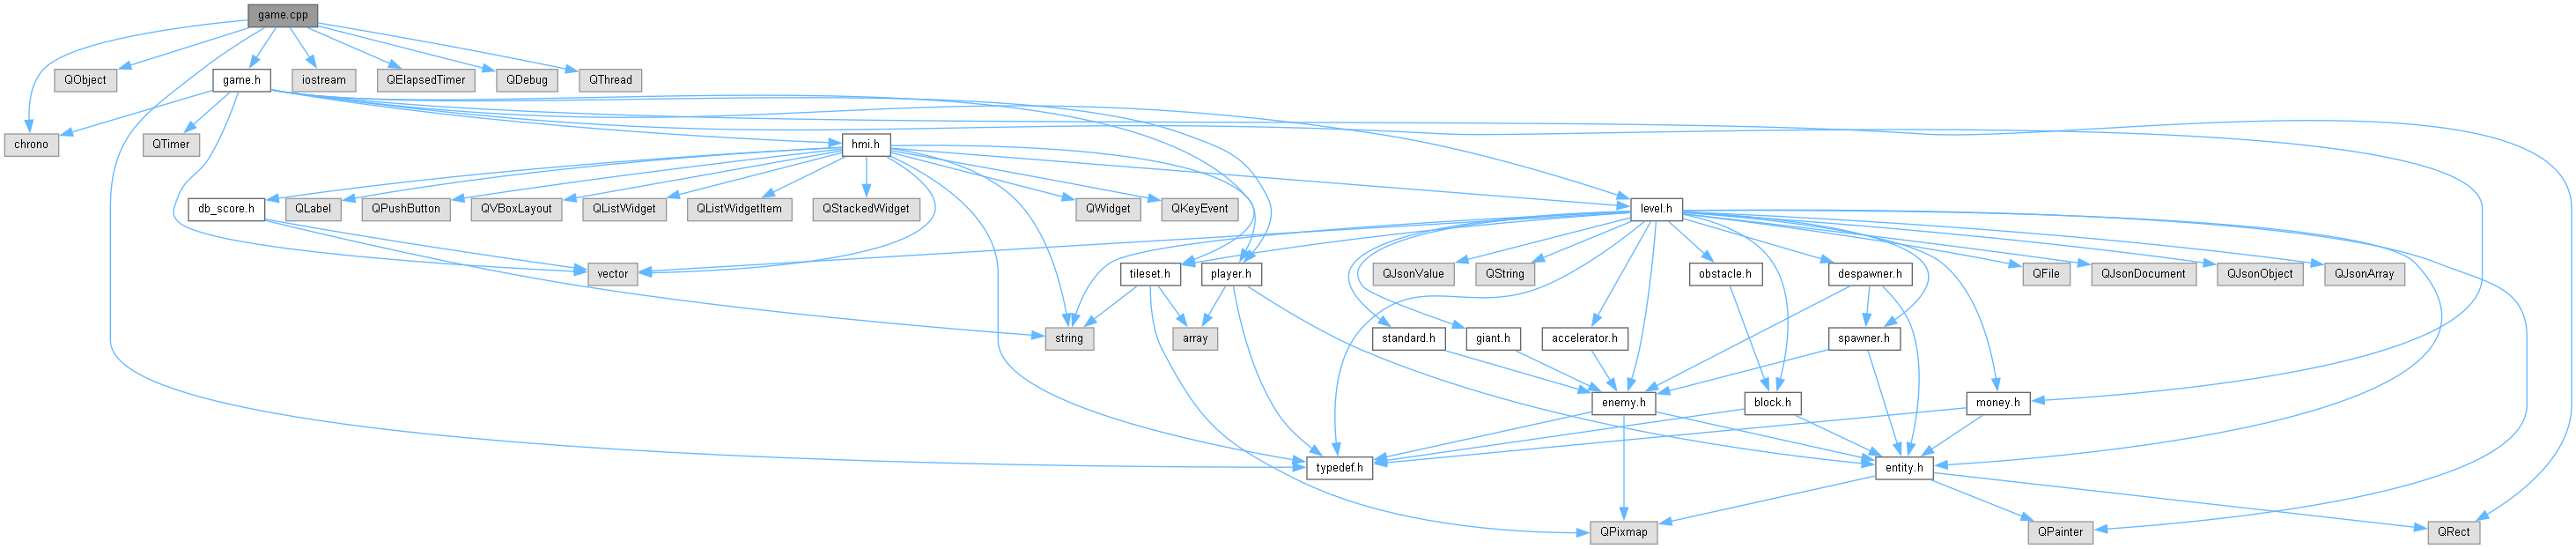 game.cpp
QObject
game.h
iostream
QElapsedTimer
QDebug
QThread
chrono
QTimer
hmi.h
db_score.h
QLabel
QPushButton
QVBoxLayout
QListWidget
QListWidgetItem
QStackedWidget
QWidget
QKeyEvent
level.h
vector
tileset.h
player.h
QJsonValue
QString
obstacle.h
despawner.h
QFile
QJsonDocument
QJsonObject
QJsonArray
string
array
standard.h
giant.h
accelerator.h
spawner.h
enemy.h
block.h
money.h
typedef.h
entity.h
QPixmap
QPainter
QRect